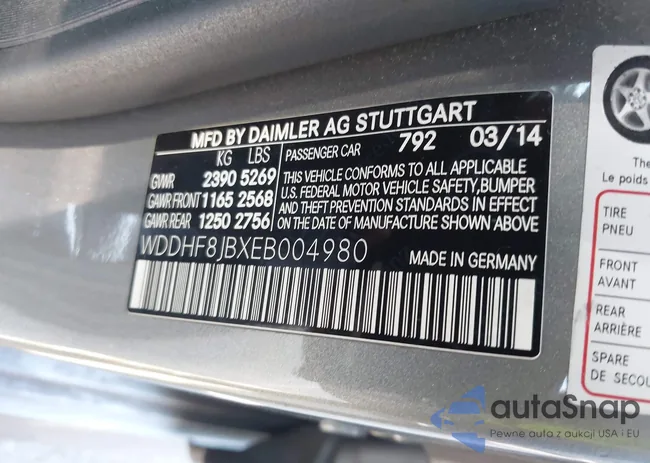 MFD BY DAIMLER AG STUTTGART
KG LBS
GVWR 2390 5269
GAWR FRONT 1165 2568
GAWR REAR 1250 2756
PASSENGER CAR 792 03/14
THIS VEHICLE CONFORMS TO ALL APPLICABLE
U.S. FEDERAL MOTOR VEHICLE SAFETY, BUMPER
AND THEFT PREVENTION STANDARDS IN EFFECT
ON THE DATE OF MANUFACTURE SHOWN ABOVE
WDDHF8JBXEB004980
MADE IN GERMANY
The
Le poids
TIRE
PNEU
FRONT
AVANT
REAR
ARRIÈRE
SPARE
DE SECOU
autaSnap
Pewne auta z aukcji USA i EU